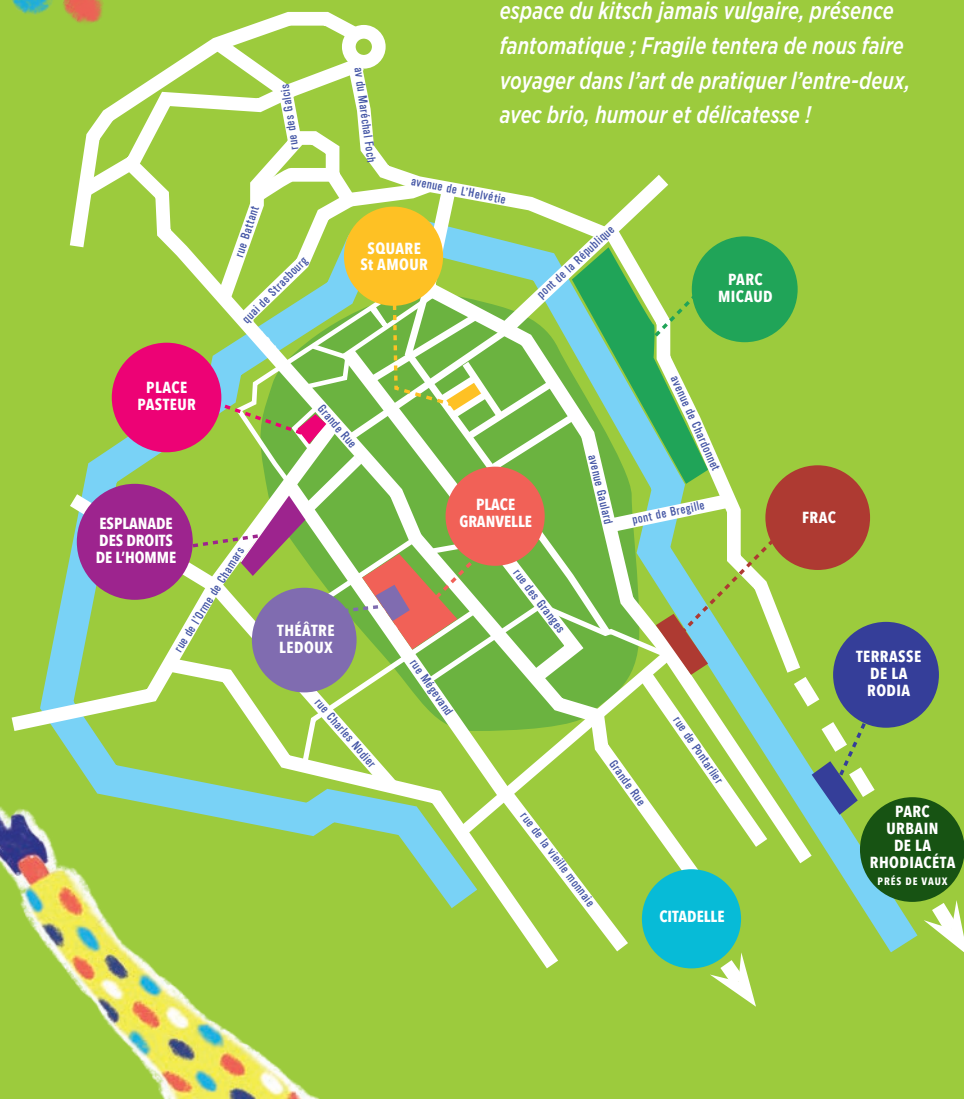 espace du kitsch jamais vulgaire, présence
fantomatique ; Fragile tentera de nous faire
voyager dans l'art de pratiquer l'entre-deux,
avec brio, humour et délicatesse !
rue des Galcis
av du Maréchal Foch
avenue de L'Helvétie
rue Battant
quai de Strasbourg
SQUARE
St AMOUR
pont de la République
PARC
MICAUD
PLACE
PASTEUR
Grande Rue
avenue de Chardonnet
avenue Gaulard
PLACE
GRANVELLE
pont de Bregille
FRAC
ESPLANADE
DES DROITS
DE L'HOMME
rue de l'Orme de Chamars
rue des Granges
THÉÂTRE
LEDOUX
rue Mégevand
rue Charles Nodier
TERRASSE
DE LA
RODIA
rue de Pontarlier
Grande Rue
rue de la vieille monnaie
PARC
URBAIN
DE LA
RHODIACÉTA
PRÉS DE VAUX
CITADELLE